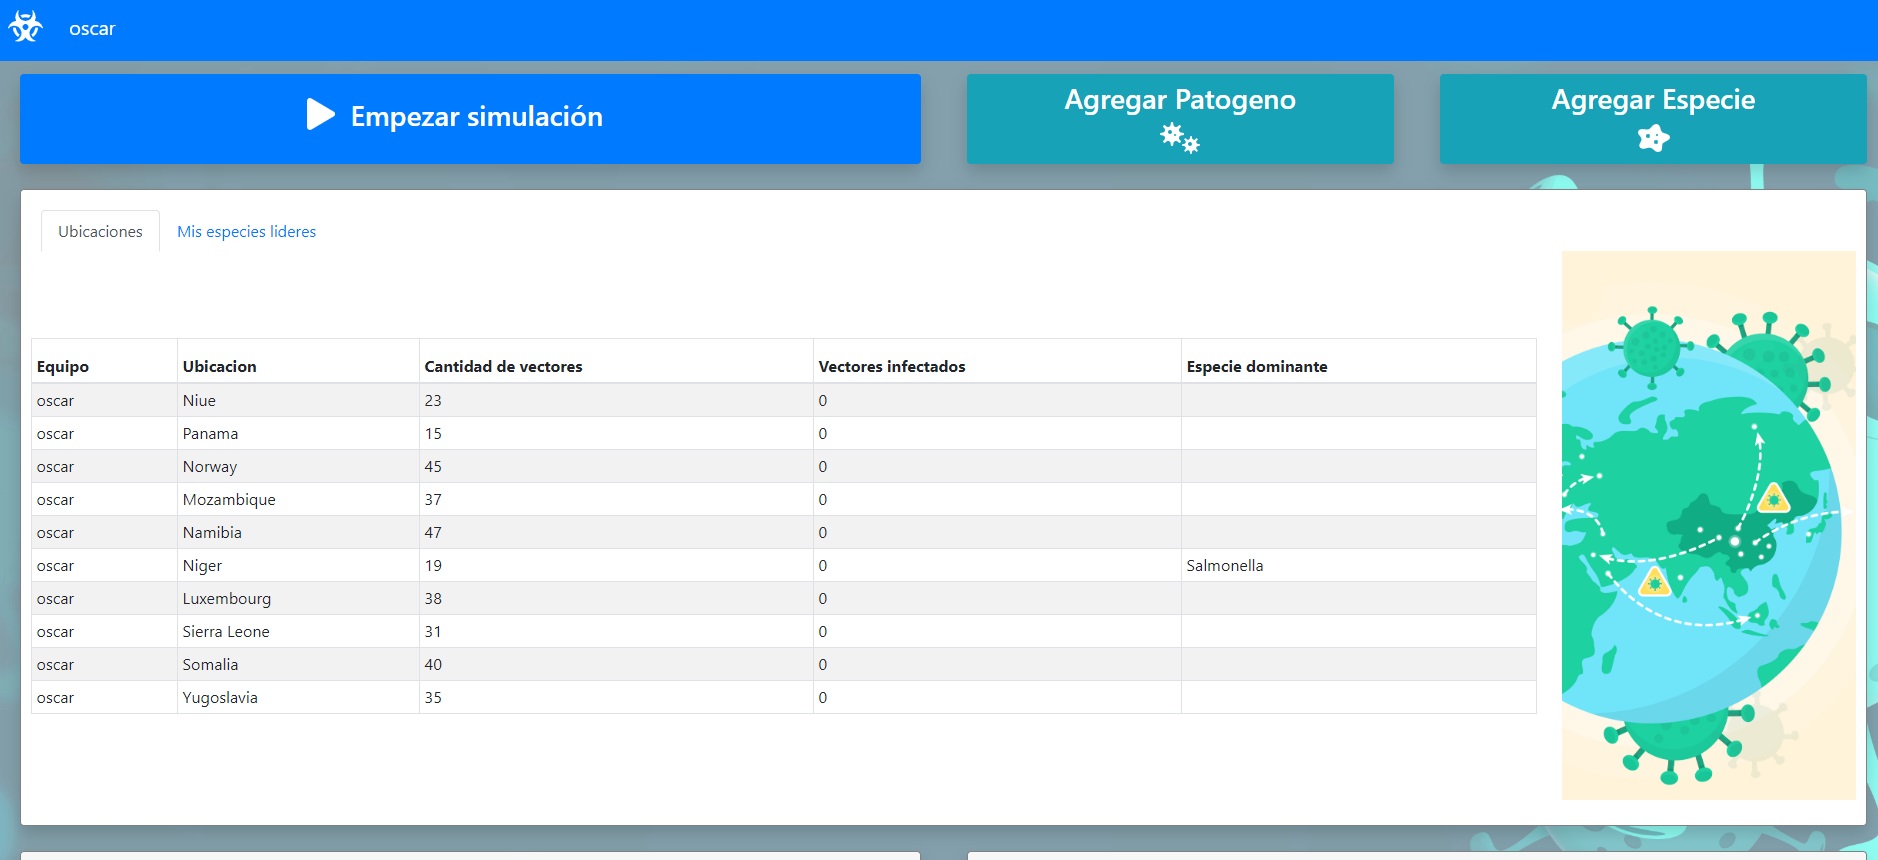 oscar
Empezar simulación
Agregar Patogeno
Agregar Especie
Ubicaciones Mis especies lideres
Equipo Ubicacion Cantidad de vectores Vectores infectados Especie dominante
oscar Niue 23 0
oscar Panama 15 0
oscar Norway 45 0
oscar Mozambique 37 0
oscar Namibia 47 0
oscar Niger 19 0 Salmonella
oscar Luxembourg 38 0
oscar Sierra Leone 31 0
oscar Somalia 40 0
oscar Yugoslavia 35 0